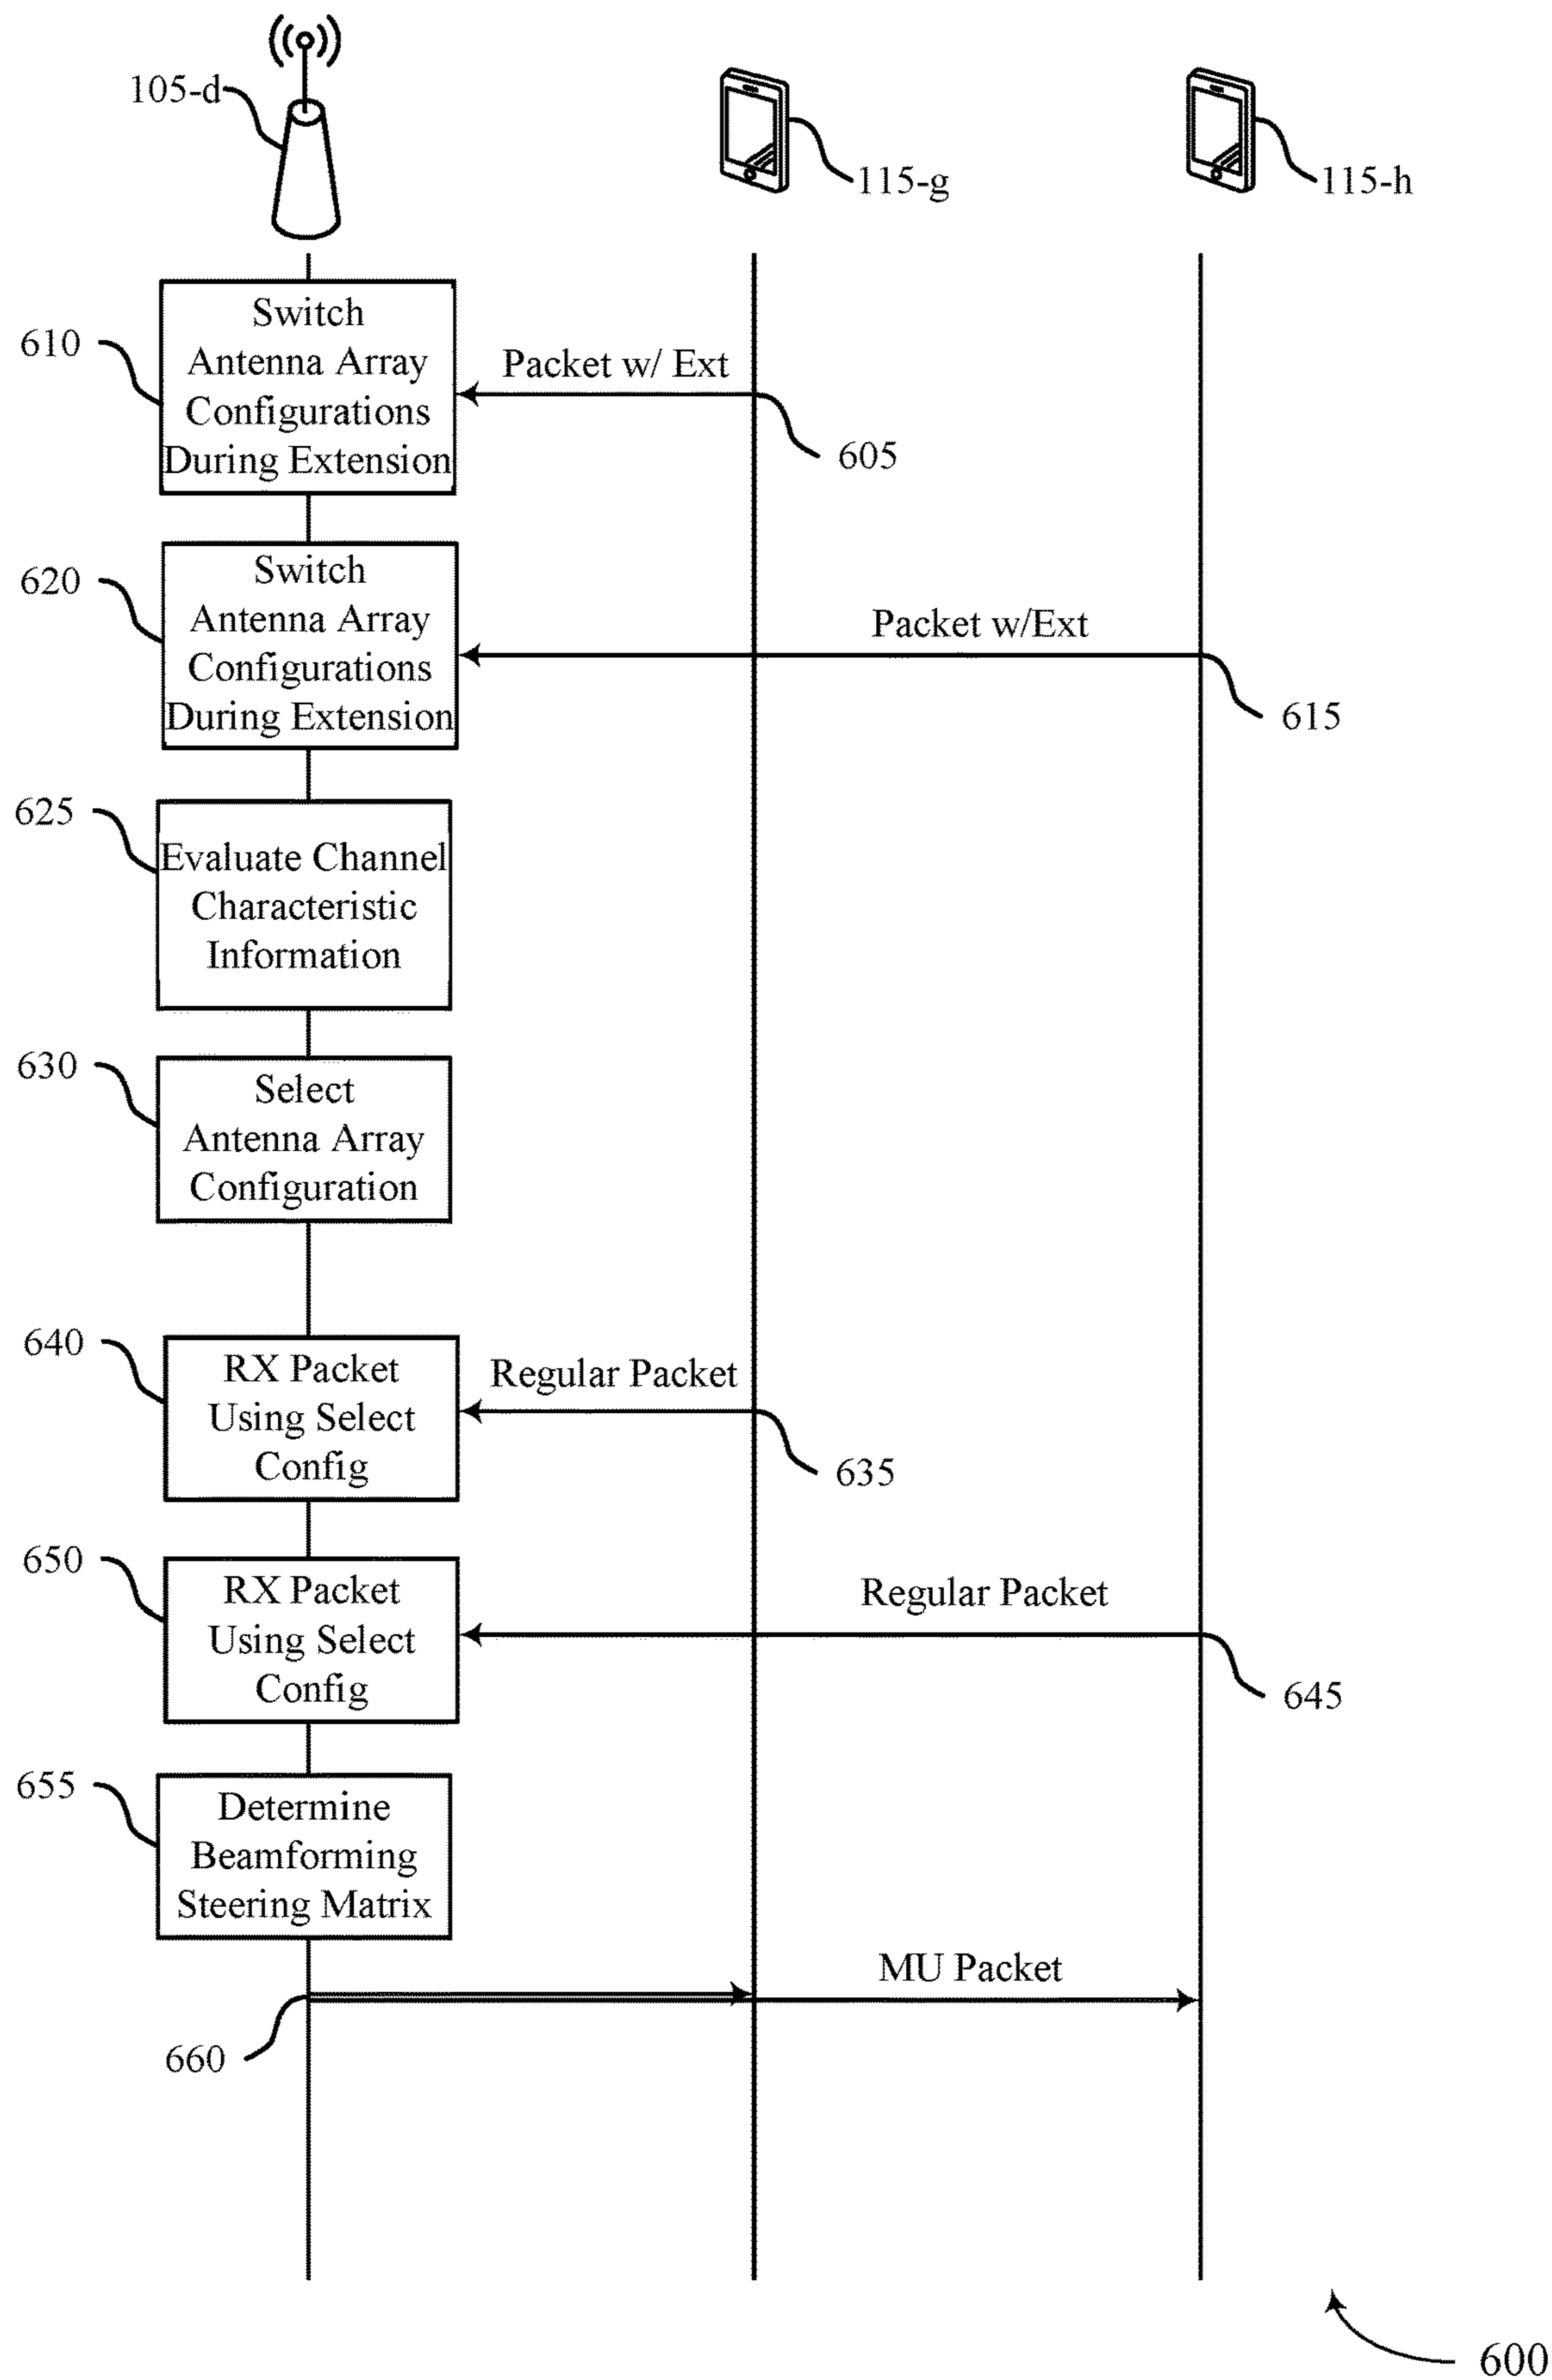 105-d
115-g
115-h
610
Switch
Antenna Array
Configurations
During Extension
Packet w/ Ext
605
620
Switch
Antenna Array
Configurations
During Extension
Packet w/Ext
615
625
Evaluate Channel
Characteristic
Information
630
Select
Antenna Array
Configuration
640
RX Packet
Using Select
Config
Regular Packet
635
650
RX Packet
Using Select
Config
Regular Packet
645
655
Determine
Beamforming
Steering Matrix
MU Packet
660
600